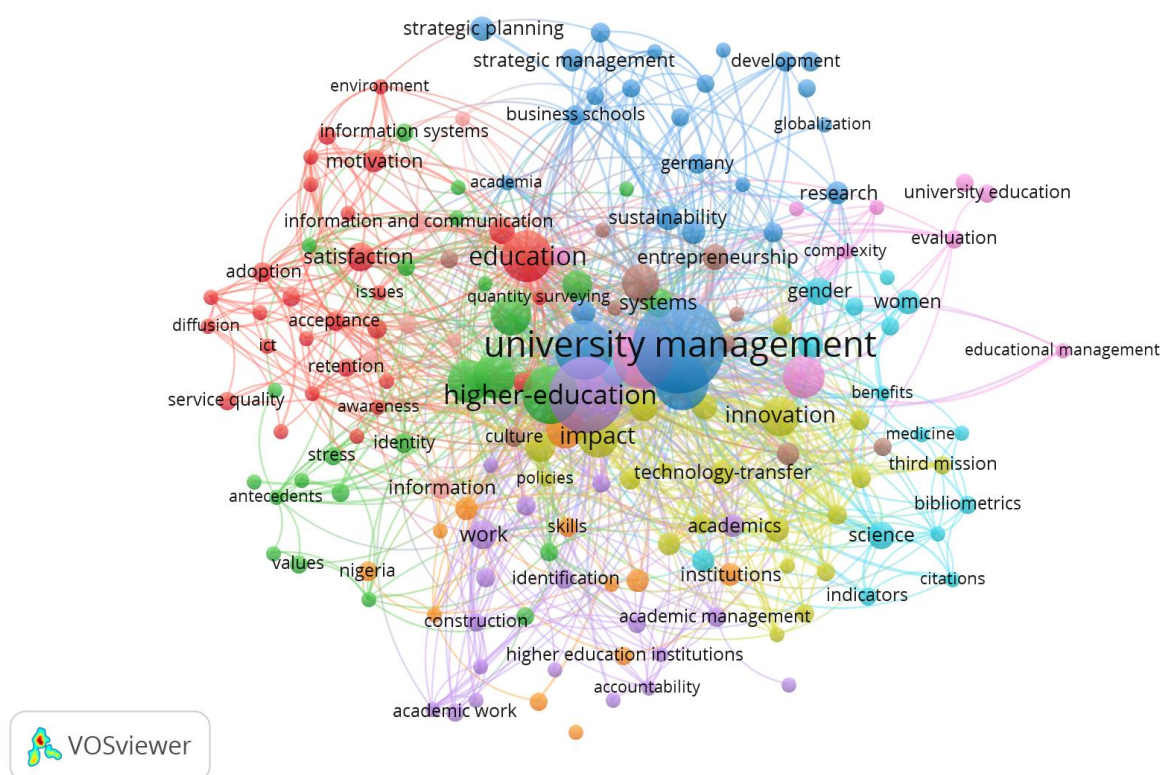 strategic planning
strategic management
development
environment
business schools
globalization
information systems
motivation
germany
academia
research
university education
information and communication
sustainability
satisfaction
education
entrepreneurship
complexity
evaluation
adoption
issues
quantity surveying
systems
gender
women
diffusion
acceptance
ict
university management
educational management
retention
service quality
awareness
higher-education
benefits
innovation
stress
identity
culture
impact
medicine
antecedents
information
policies
technology-transfer
third mission
bibliometrics
work
skills
academics
science
values
nigeria
identification
institutions
citations
indicators
construction
academic management
higher education institutions
accountability
academic work
VOSviewer